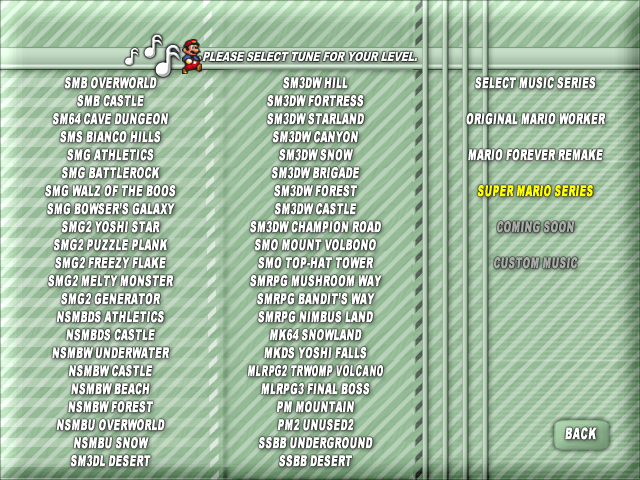 PLEASE SELECT TUNE FOR YOUR LEVEL.
SMB OVERWORLD
SMB CASTLE
SM64 CAVE DUNGEON
SMS BIANCO HILLS
SMG ATHLETICS
SMG BATTLEROCK
SMG WALZ OF THE BOOS
SMG BOWSER'S GALAXY
SMG2 YOSHI STAR
SMG2 PUZZLE PLANK
SMG2 FREEZY FLAKE
SMG2 MELTY MONSTER
SMG2 GENERATOR
NSMBDS ATHLETICS
NSMBDS CASTLE
NSMBW UNDERWATER
NSMBW CASTLE
NSMBW BEACH
NSMBW FOREST
NSMBU OVERWORLD
NSMBU SNOW
SM3DL DESERT
SM3DW HILL
SM3DW FORTRESS
SM3DW STARLAND
SM3DW CANYON
SM3DW SNOW
SM3DW BRIGADE
SM3DW FOREST
SM3DW CASTLE
SM3DW CHAMPION ROAD
SMO MOUNT VOLBONO
SMO TOP-HAT TOWER
SMRPG MUSHROOM WAY
SMRPG BANDIT'S WAY
SMRPG NIMBUS LAND
MK64 SNOWLAND
MKDS YOSHI FALLS
MLRPG2 TRWOMP VOLCANO
MLRPG3 FINAL BOSS
PM MOUNTAIN
PM2 UNUSED2
SSBB UNDERGROUND
SSBB DESERT
SELECT MUSIC SERIES
ORIGINAL MARIO WORKER
MARIO FOREVER REMAKE
SUPER MARIO SERIES
COMING SOON
CUSTOM MUSIC
BACK